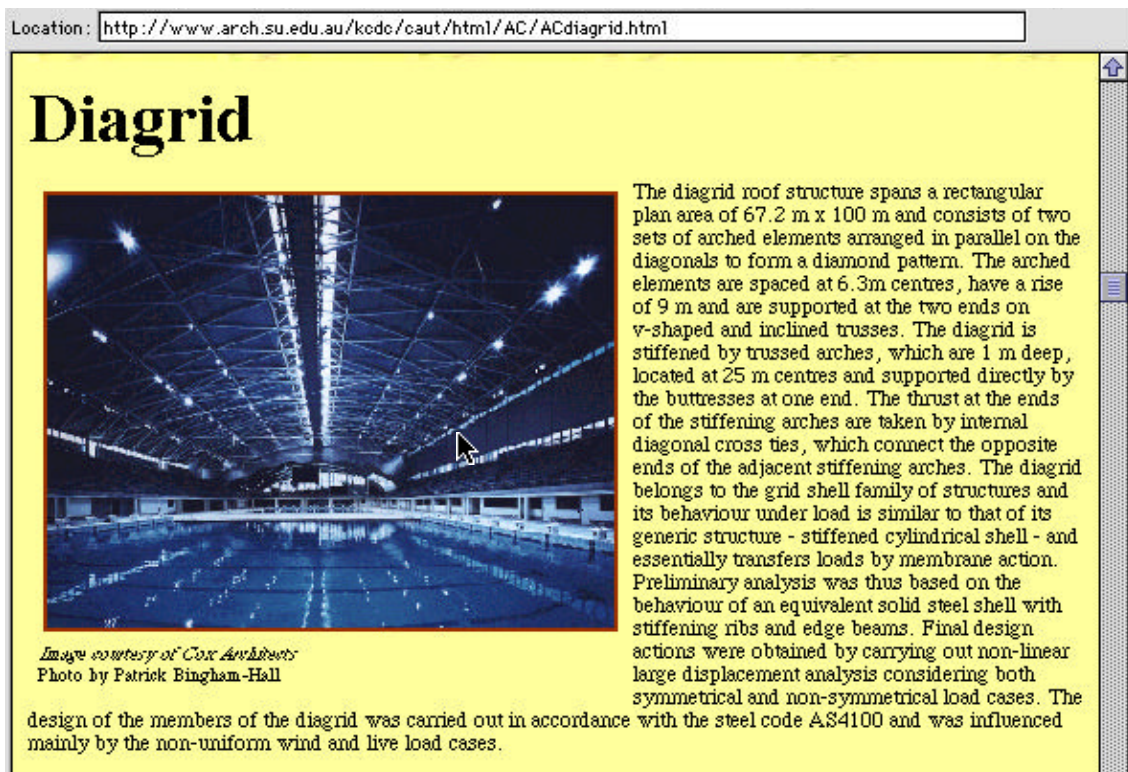 Location: http://www.arch.su.edu.au/kcdc/caut/html/AC/ACdiagrid.html
Diagrid
The diagrid roof structure spans a rectangular
plan area of 67.2 m x 100 m and consists of two
sets of arched elements arranged in parallel on the
diagonals to form a diamond pattern. The arched
elements are spaced at 6.3m centres, have a rise
of 9 m and are supported at the two ends on
v-shaped and inclined trusses. The diagrid is
stiffened by trussed arches, which are 1 m deep,
located at 25 m centres and supported directly by
the buttresses at one end. The thrust at the ends
of the stiffening arches are taken by internal
diagonal cross ties, which connect the opposite
ends of the adjacent stiffening arches. The diagrid
belongs to the grid shell family of structures and
its behaviour under load is similar to that of its
generic structure - stiffened cylindrical shell - and
essentially transfers loads by membrane action.
Preliminary analysis was thus based on the
behaviour of an equivalent solid steel shell with
stiffening ribs and edge beams. Final design
actions were obtained by carrying out non-linear
large displacement analysis considering both
symmetrical and non-symmetrical load cases. The
design of the members of the diagrid was carried out in accordance with the steel code AS4100 and was influenced
mainly by the non-uniform wind and live load cases.
Image courtesy of Cox Architects
Photo by Patrick Bingham-Hall